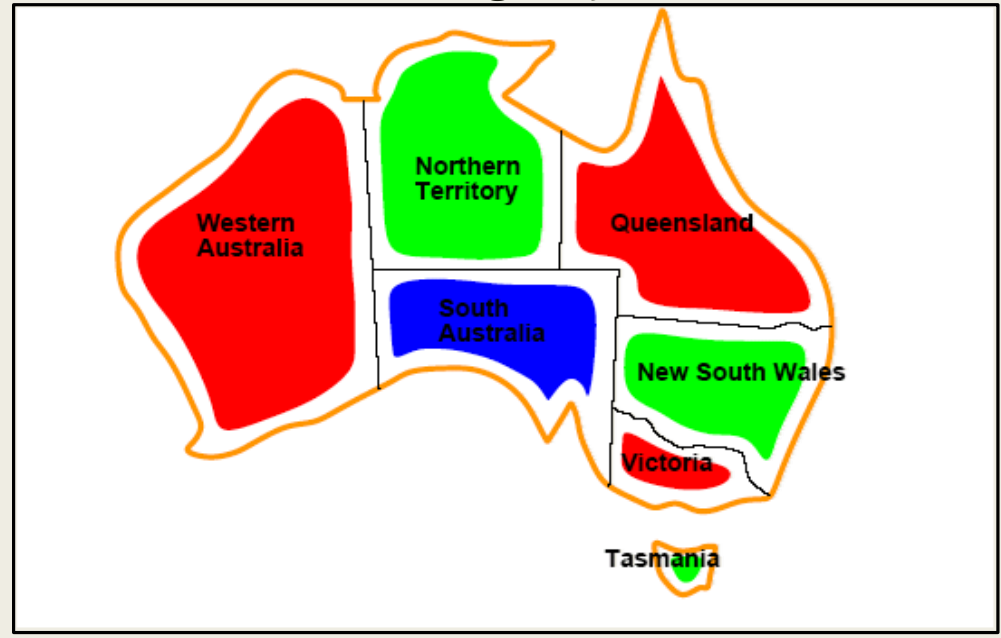 Northern
Territory
Western
Australia
Queensland
South
Australia
New South Wales
Victoria
Tasmania